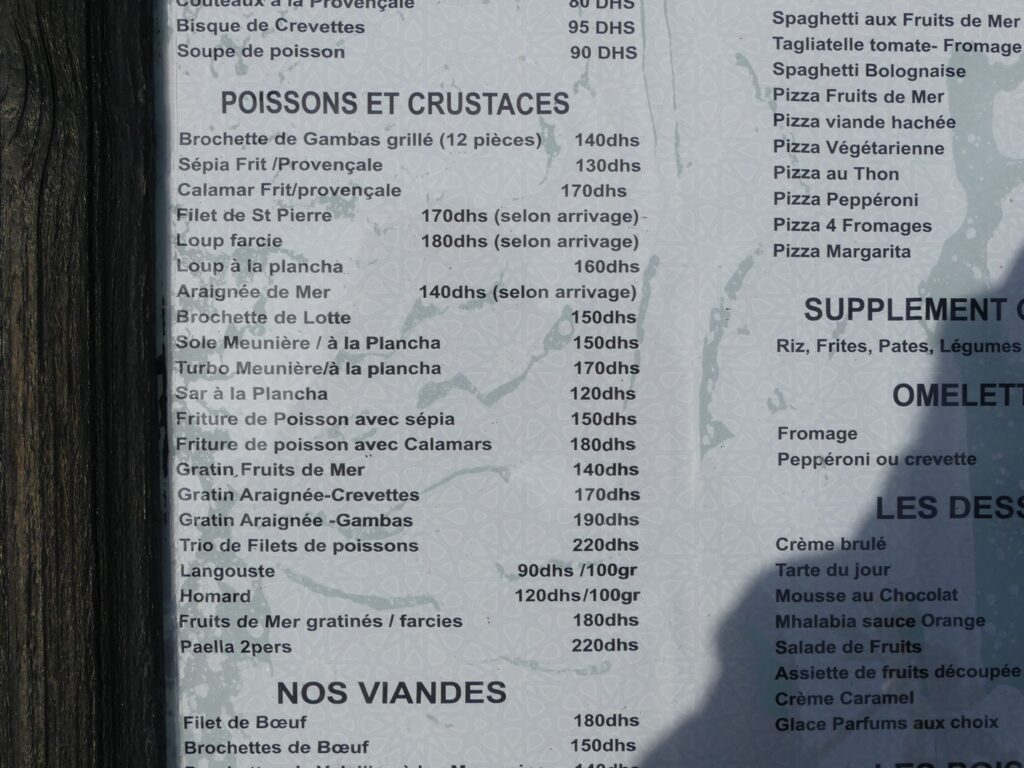 Couteaux à la Provençale 80 DHS
Bisque de Crevettes 95 DHS
Soupe de poisson 90 DHS
POISSONS ET CRUSTACES
Brochette de Gambas grillé (12 pièces) 140dhs
Sépia Frit /Provençale 130dhs
Calamar Frit/provençale 170dhs
Filet de St Pierre 170dhs (selon arrivage)
Loup farcie 180dhs (selon arrivage)
Loup à la plancha 160dhs
Araignée de Mer 140dhs (selon arrivage)
Brochette de Lotte 150dhs
Sole Meunière / à la Plancha 150dhs
Turbo Meunière/à la plancha 170dhs
Sar à la Plancha 120dhs
Friture de Poisson avec sépia 150dhs
Friture de poisson avec Calamars 180dhs
Gratin Fruits de Mer 140dhs
Gratin Araignée-Crevettes 170dhs
Gratin Araignée -Gambas 190dhs
Trio de Filets de poissons 220dhs
Langouste 90dhs /100gr
Homard 120dhs/100gr
Fruits de Mer gratinés / farcies 180dhs
Paella 2pers 220dhs
NOS VIANDES
Filet de Bœuf 180dhs
Brochettes de Bœuf 150dhs
Spaghetti aux Fruits de Mer
Tagliatelle tomate- Fromage
Spaghetti Bolognaise
Pizza Fruits de Mer
Pizza viande hachée
Pizza Végétarienne
Pizza au Thon
Pizza Peppéroni
Pizza 4 Fromages
Pizza Margarita
SUPPLEMENT
Riz, Frites, Pates, Légumes
OMELETT
Fromage
Peppéroni ou crevette
LES DESS
Crème brulé
Tarte du jour
Mousse au Chocolat
Mhalabia sauce Orange
Salade de Fruits
Assiette de fruits découpée
Crème Caramel
Glace Parfums aux choix